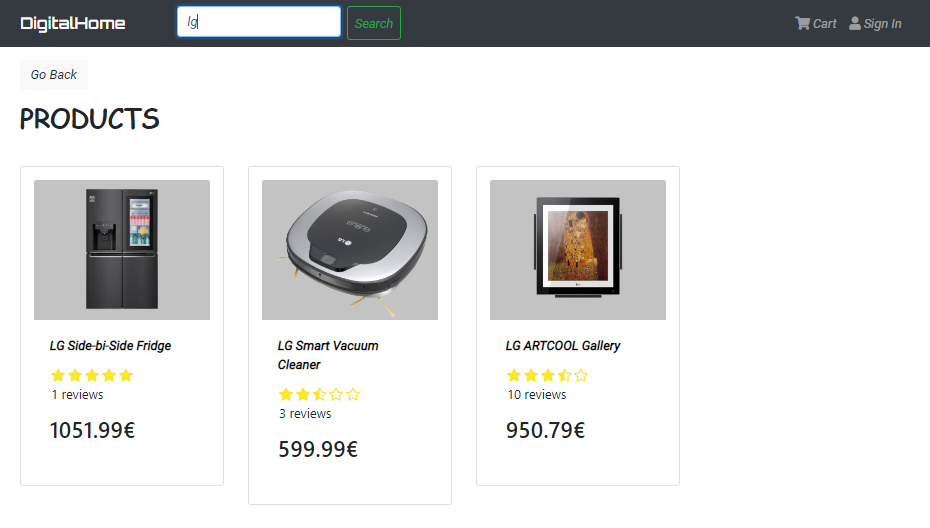 DigitalHome lg Search Cart Sign In
Go Back
PRODUCTS
LG
LG Side-bi-Side Fridge
1 reviews
1051.99€
LG Smart Vacuum
Cleaner
3 reviews
599.99€
LG ARTCOOL Gallery
10 reviews
950.79€